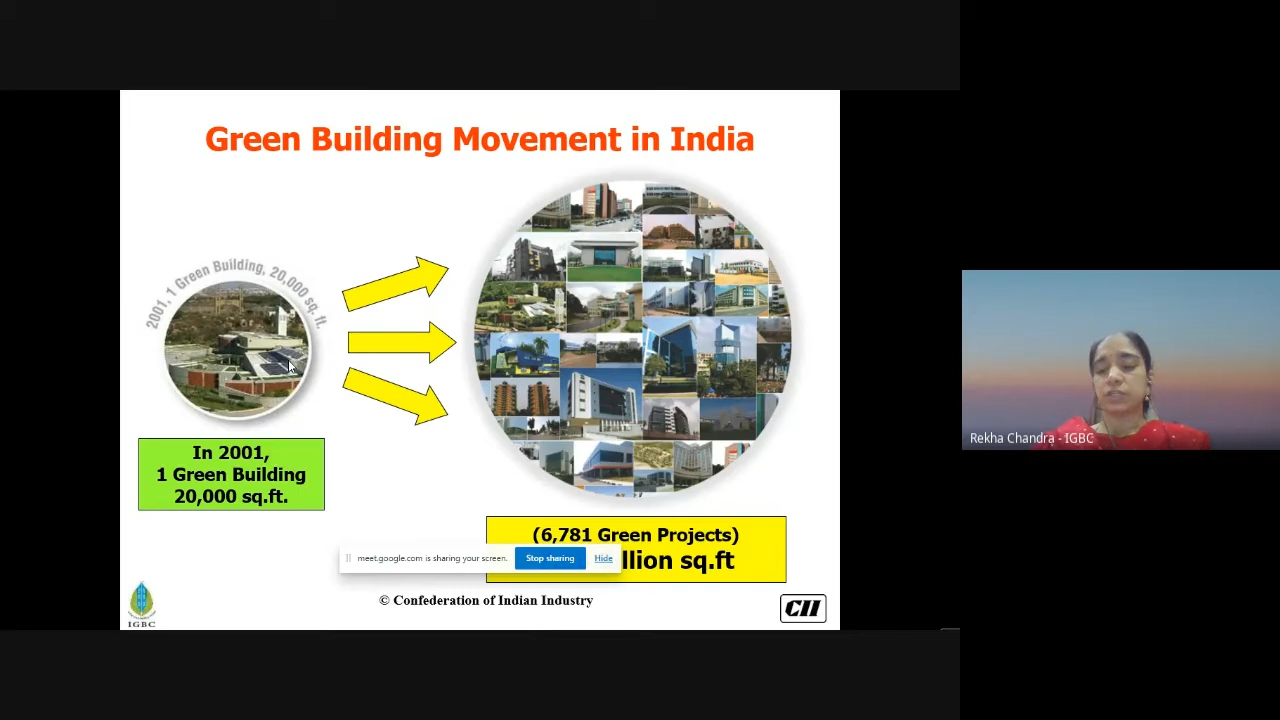 Green Building Movement in India
2001, 1 Green Building, 20,000 sq. ft.
In 2001,
1 Green Building
20,000 sq.ft.
(6,781 Green Projects)
sq.ft
meet.google.com is sharing your screen.
Stop sharing
Hide
© Confederation of Indian Industry
IGBC
CII
Rekha Chandra - IGBC